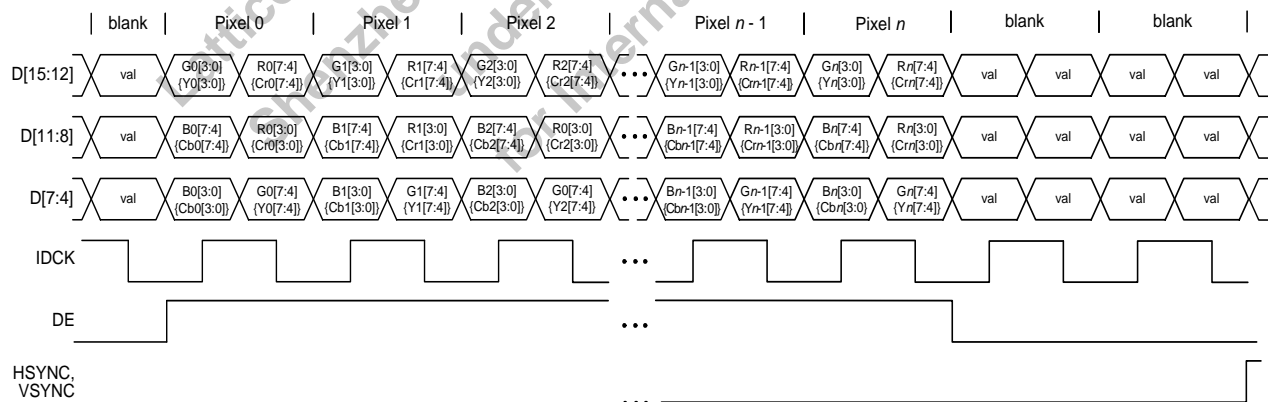 blank Pixel 0 Pixel 1 Pixel 2 Pixel n - 1 Pixel n blank blank
G0[3:0] R0[7:4] G1[3:0] R1[7:4] G2[3:0] R2[7:4] Gn-1[3:0] Rn-1[7:4] Gn[3:0] Rn[7:4]
D[15:12] val ••• val val val val
{Y0[3:0]} {Cr0[7:4]} {Y1[3:0]} {Cr1[7:4]} {Y2[3:0]} {Cr2[7:4]} {Yn-1[3:0]} {Crn-1[7:4]} {Yn[3:0]} {Crn[7:4]}
B0[7:4] R0[3:0] B1[7:4] R1[3:0] B2[7:4] R0[3:0] Bn-1[7:4] Rn-1[3:0] Bn[7:4] Rn[3:0]
D[11:8] val ••• val val val val
{Cb0[7:4]} {Cr0[3:0]} {Cb1[7:4]} {Cr1[3:0]} {Cb2[7:4]} {Cr2[3:0]} {Cbn-1[7:4]} {Crn-1[3:0]} {Cbn[7:4]} {Crn[3:0]}
B0[3:0] G0[7:4] B1[3:0] G1[7:4] B2[3:0] G0[7:4] Bn-1[3:0] Gn-1[7:4] Bn[3:0] Gn[7:4]
D[7:4] val ••• val val val val
{Cb0[3:0]} {Y0[7:4]} {Cb1[3:0]} {Y1[7:4]} {Cb2[3:0]} {Y2[7:4]} {Cbn-1[3:0]} {Yn-1[7:4]} {Cbn[3:0} {Yn[7:4]}
IDCK •••
DE •••
HSYNC,
VSYNC •••
for Interna